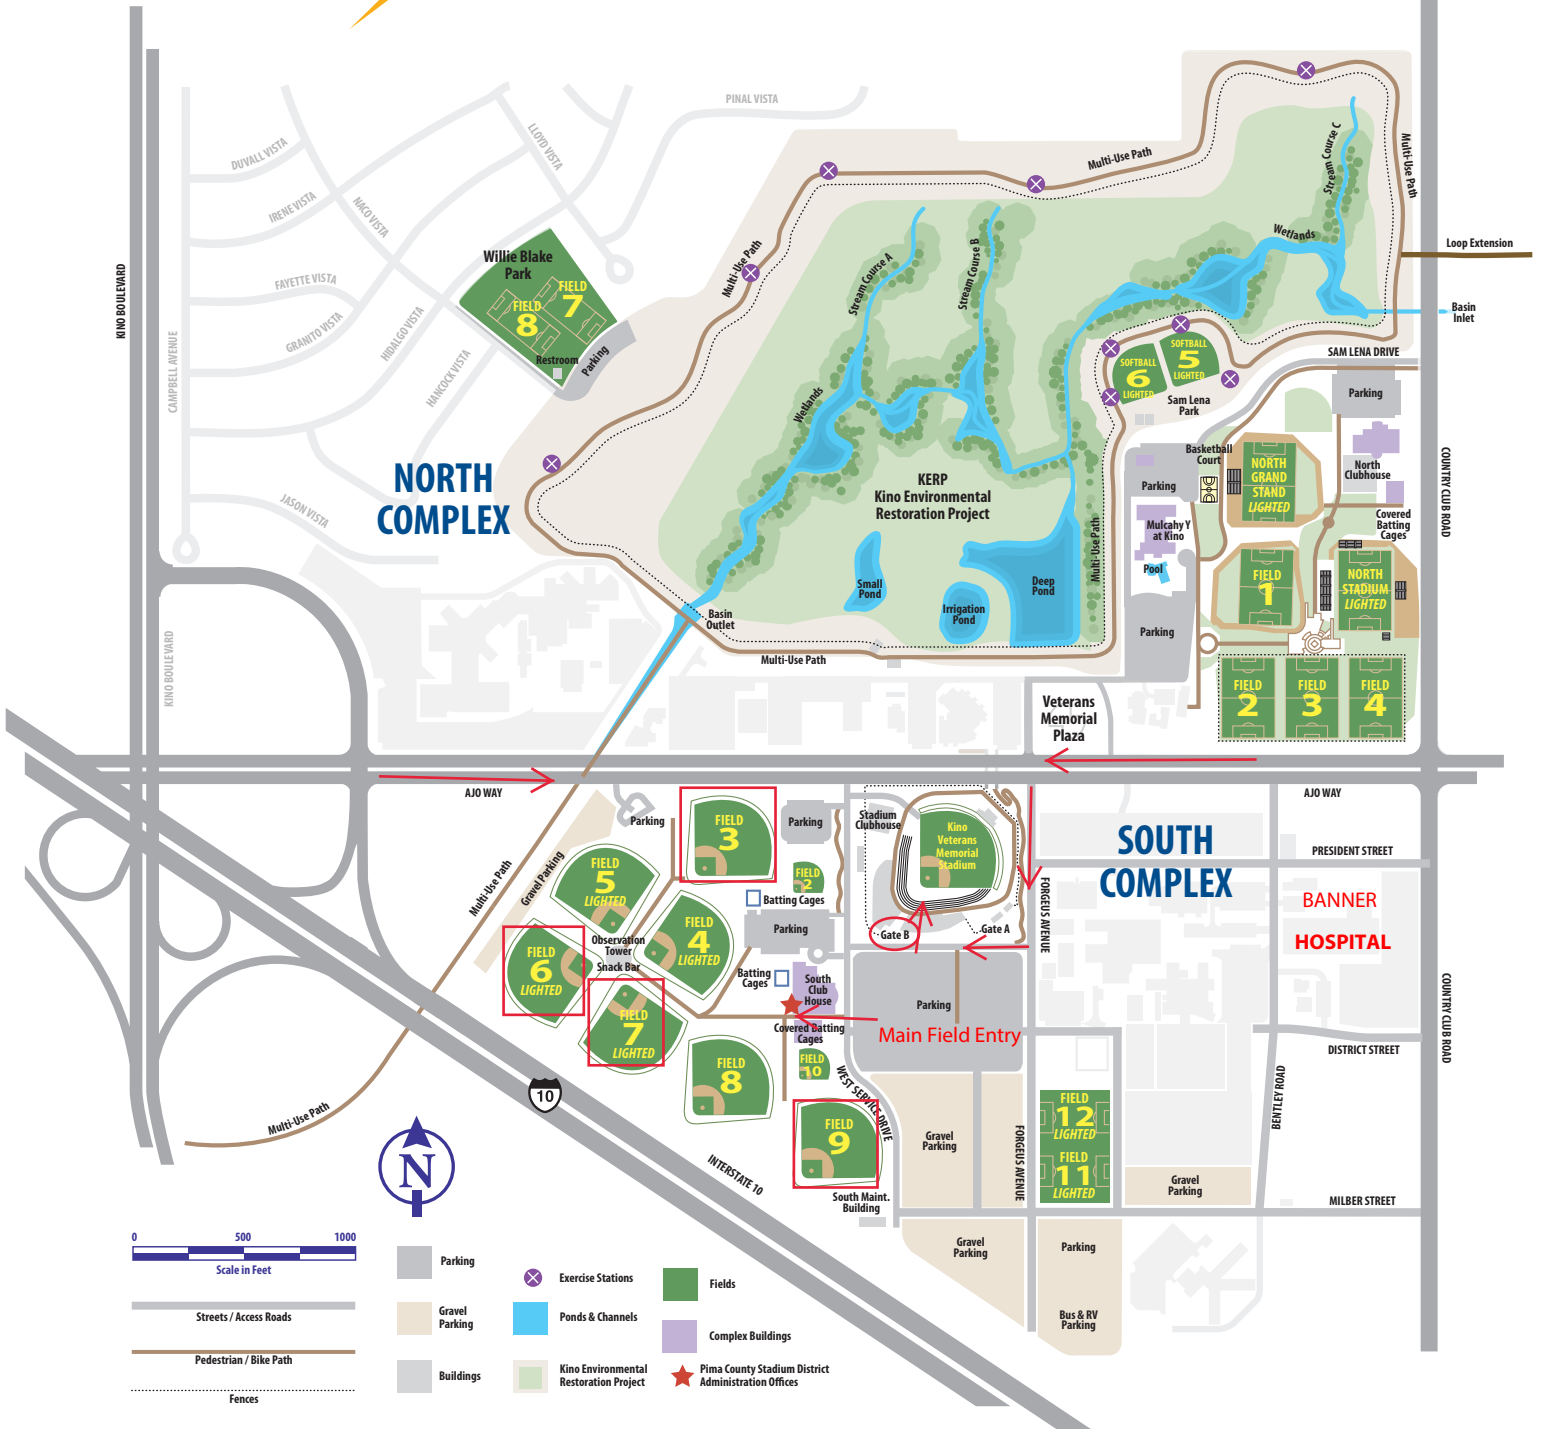 PINAL VISTA
LLOYD VISTA
DUVALL VISTA
IRENE VISTA
NACO VISTA
FAYETTE VISTA
GRANITO VISTA
HIDALGO VISTA
HANCOCK VISTA
JASON VISTA
KINO BOULEVARD
CAMPBELL AVENUE
KINO BOULEVARD
Willie Blake
Park
FIELD
7
FIELD
8
Restroom
Parking
NORTH
COMPLEX
Multi-Use Path
Multi-Use Path
Multi-Use Path
Stream Course A
Stream Course B
Stream Course C
Wetlands
Wetlands
Loop Extension
Basin
Inlet
SAM LENA DRIVE
SOFTBALL
5
LIGHTED
SOFTBALL
6
LIGHTED
Sam Lena
Park
Parking
North
Clubhouse
Basketball
Court
NORTH
GRAND
STAND
LIGHTED
Parking
Covered
Batting
Cages
COUNTRY CLUB ROAD
KERP
Kino Environmental
Restoration Project
Mulcahy Y
at Kino
Pool
Parking
Multi-Use Path
Small
Pond
Irrigation
Pond
Deep
Pond
FIELD
1
NORTH
STADIUM
LIGHTED
Basin
Outlet
Multi-Use Path
FIELD
2
FIELD
3
FIELD
4
Veterans
Memorial
Plaza
AJO WAY
AJO WAY
Parking
FIELD
3
Parking
Stadium
Clubhouse
Kino
Veterans
Memorial
Stadium
SOUTH
COMPLEX
PRESIDENT STREET
BANNER
HOSPITAL
Multi-Use Path
Gravel Parking
FIELD
5
LIGHTED
FIELD
2
Batting Cages
FIELD
4
LIGHTED
Parking
Gate B
Gate A
FORGEUS AVENUE
Observation
Tower
Snack Bar
FIELD
6
LIGHTED
Batting
Cages
South
Club
House
Parking
Main Field Entry
FIELD
7
LIGHTED
Covered Batting
Cages
COUNTRY CLUB ROAD
DISTRICT STREET
FIELD
8
FIELD
10
WEST SERVICE DRIVE
BENTLEY ROAD
10
Multi-Use Path
FIELD
12
LIGHTED
FIELD
11
LIGHTED
FIELD
9
Gravel
Parking
FORGEUS AVENUE
Gravel
Parking
INTERSTATE 10
N
South Maint.
Building
MILBER STREET
Gravel
Parking
Parking
Bus & RV
Parking
0 500 1000
Scale in Feet
Streets / Access Roads
Pedestrian / Bike Path
Fences
Parking
Gravel
Parking
Buildings
Exercise Stations
Ponds & Channels
Kino Environmental
Restoration Project
Fields
Complex Buildings
Pima County Stadium District
Administration Offices